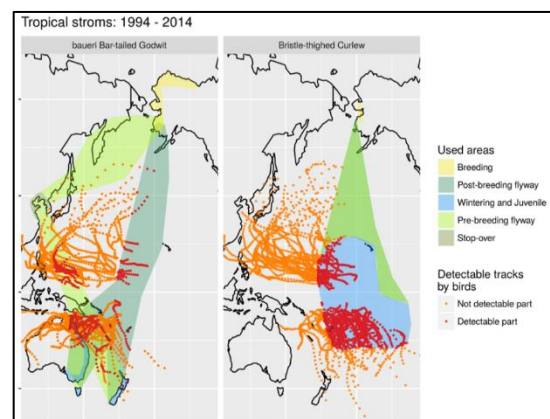 Tropical stroms: 1994 - 2014
baueri Bar-tailed Godwit
Bristle-thighed Curlew
Used areas
Breeding
Post-breeding flyway
Wintering and Juvenile
Pre-breeding flyway
Stop-over
Detectable tracks
by birds
Not detectable part
Detectable part